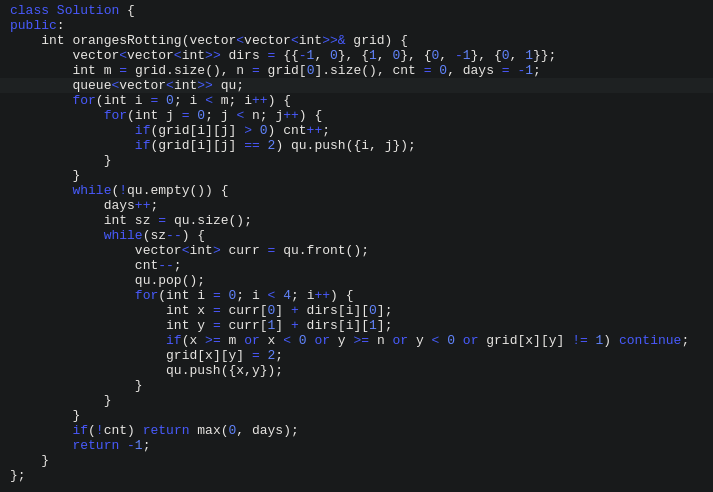 class Solution {
public:
    int orangesRotting(vector<vector<int>>& grid) {
        vector<vector<int>> dirs = {{-1, 0}, {1, 0}, {0, -1}, {0, 1}};
        int m = grid.size(), n = grid[0].size(), cnt = 0, days = -1;
        queue<vector<int>> qu;
        for(int i = 0; i < m; i++) {
            for(int j = 0; j < n; j++) {
                if(grid[i][j] > 0) cnt++;
                if(grid[i][j] == 2) qu.push({i, j});
            }
        }
        while(!qu.empty()) {
            days++;
            int sz = qu.size();
            while(sz--) {
                vector<int> curr = qu.front();
                cnt--;
                qu.pop();
                for(int i = 0; i < 4; i++) {
                    int x = curr[0] + dirs[i][0];
                    int y = curr[1] + dirs[i][1];
                    if(x >= m or x < 0 or y >= n or y < 0 or grid[x][y] != 1) continue;
                    grid[x][y] = 2;
                    qu.push({x,y});
                }
            }
        }
        if(!cnt) return max(0, days);
        return -1;
    }
};